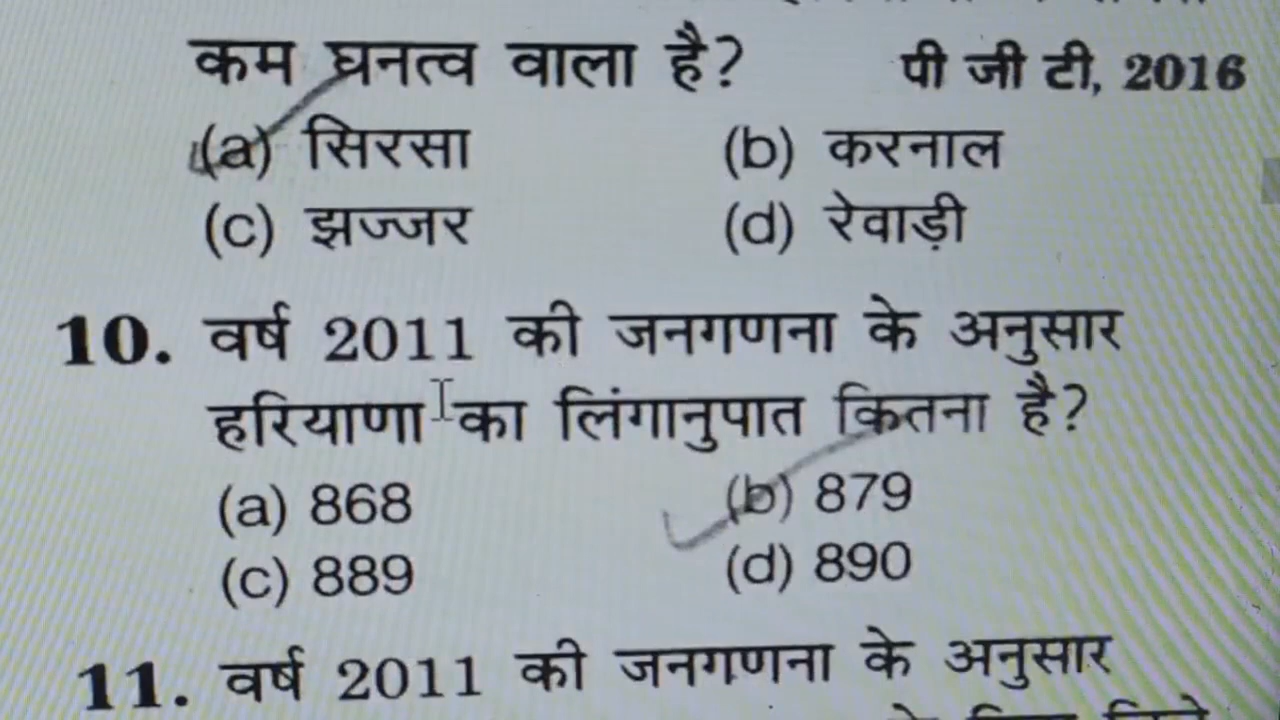 कम घनत्व वाला है? पी जी टी, 2016
(a) सिरसा (b) करनाल
(c) झज्जर (d) रेवाड़ी
10. वर्ष 2011 की जनगणना के अनुसार
हरियाणा का लिंगानुपात कितना है?
(a) 868 (b) 879
(c) 889 (d) 890
11. वर्ष 2011 की जनगणना के अनुसार